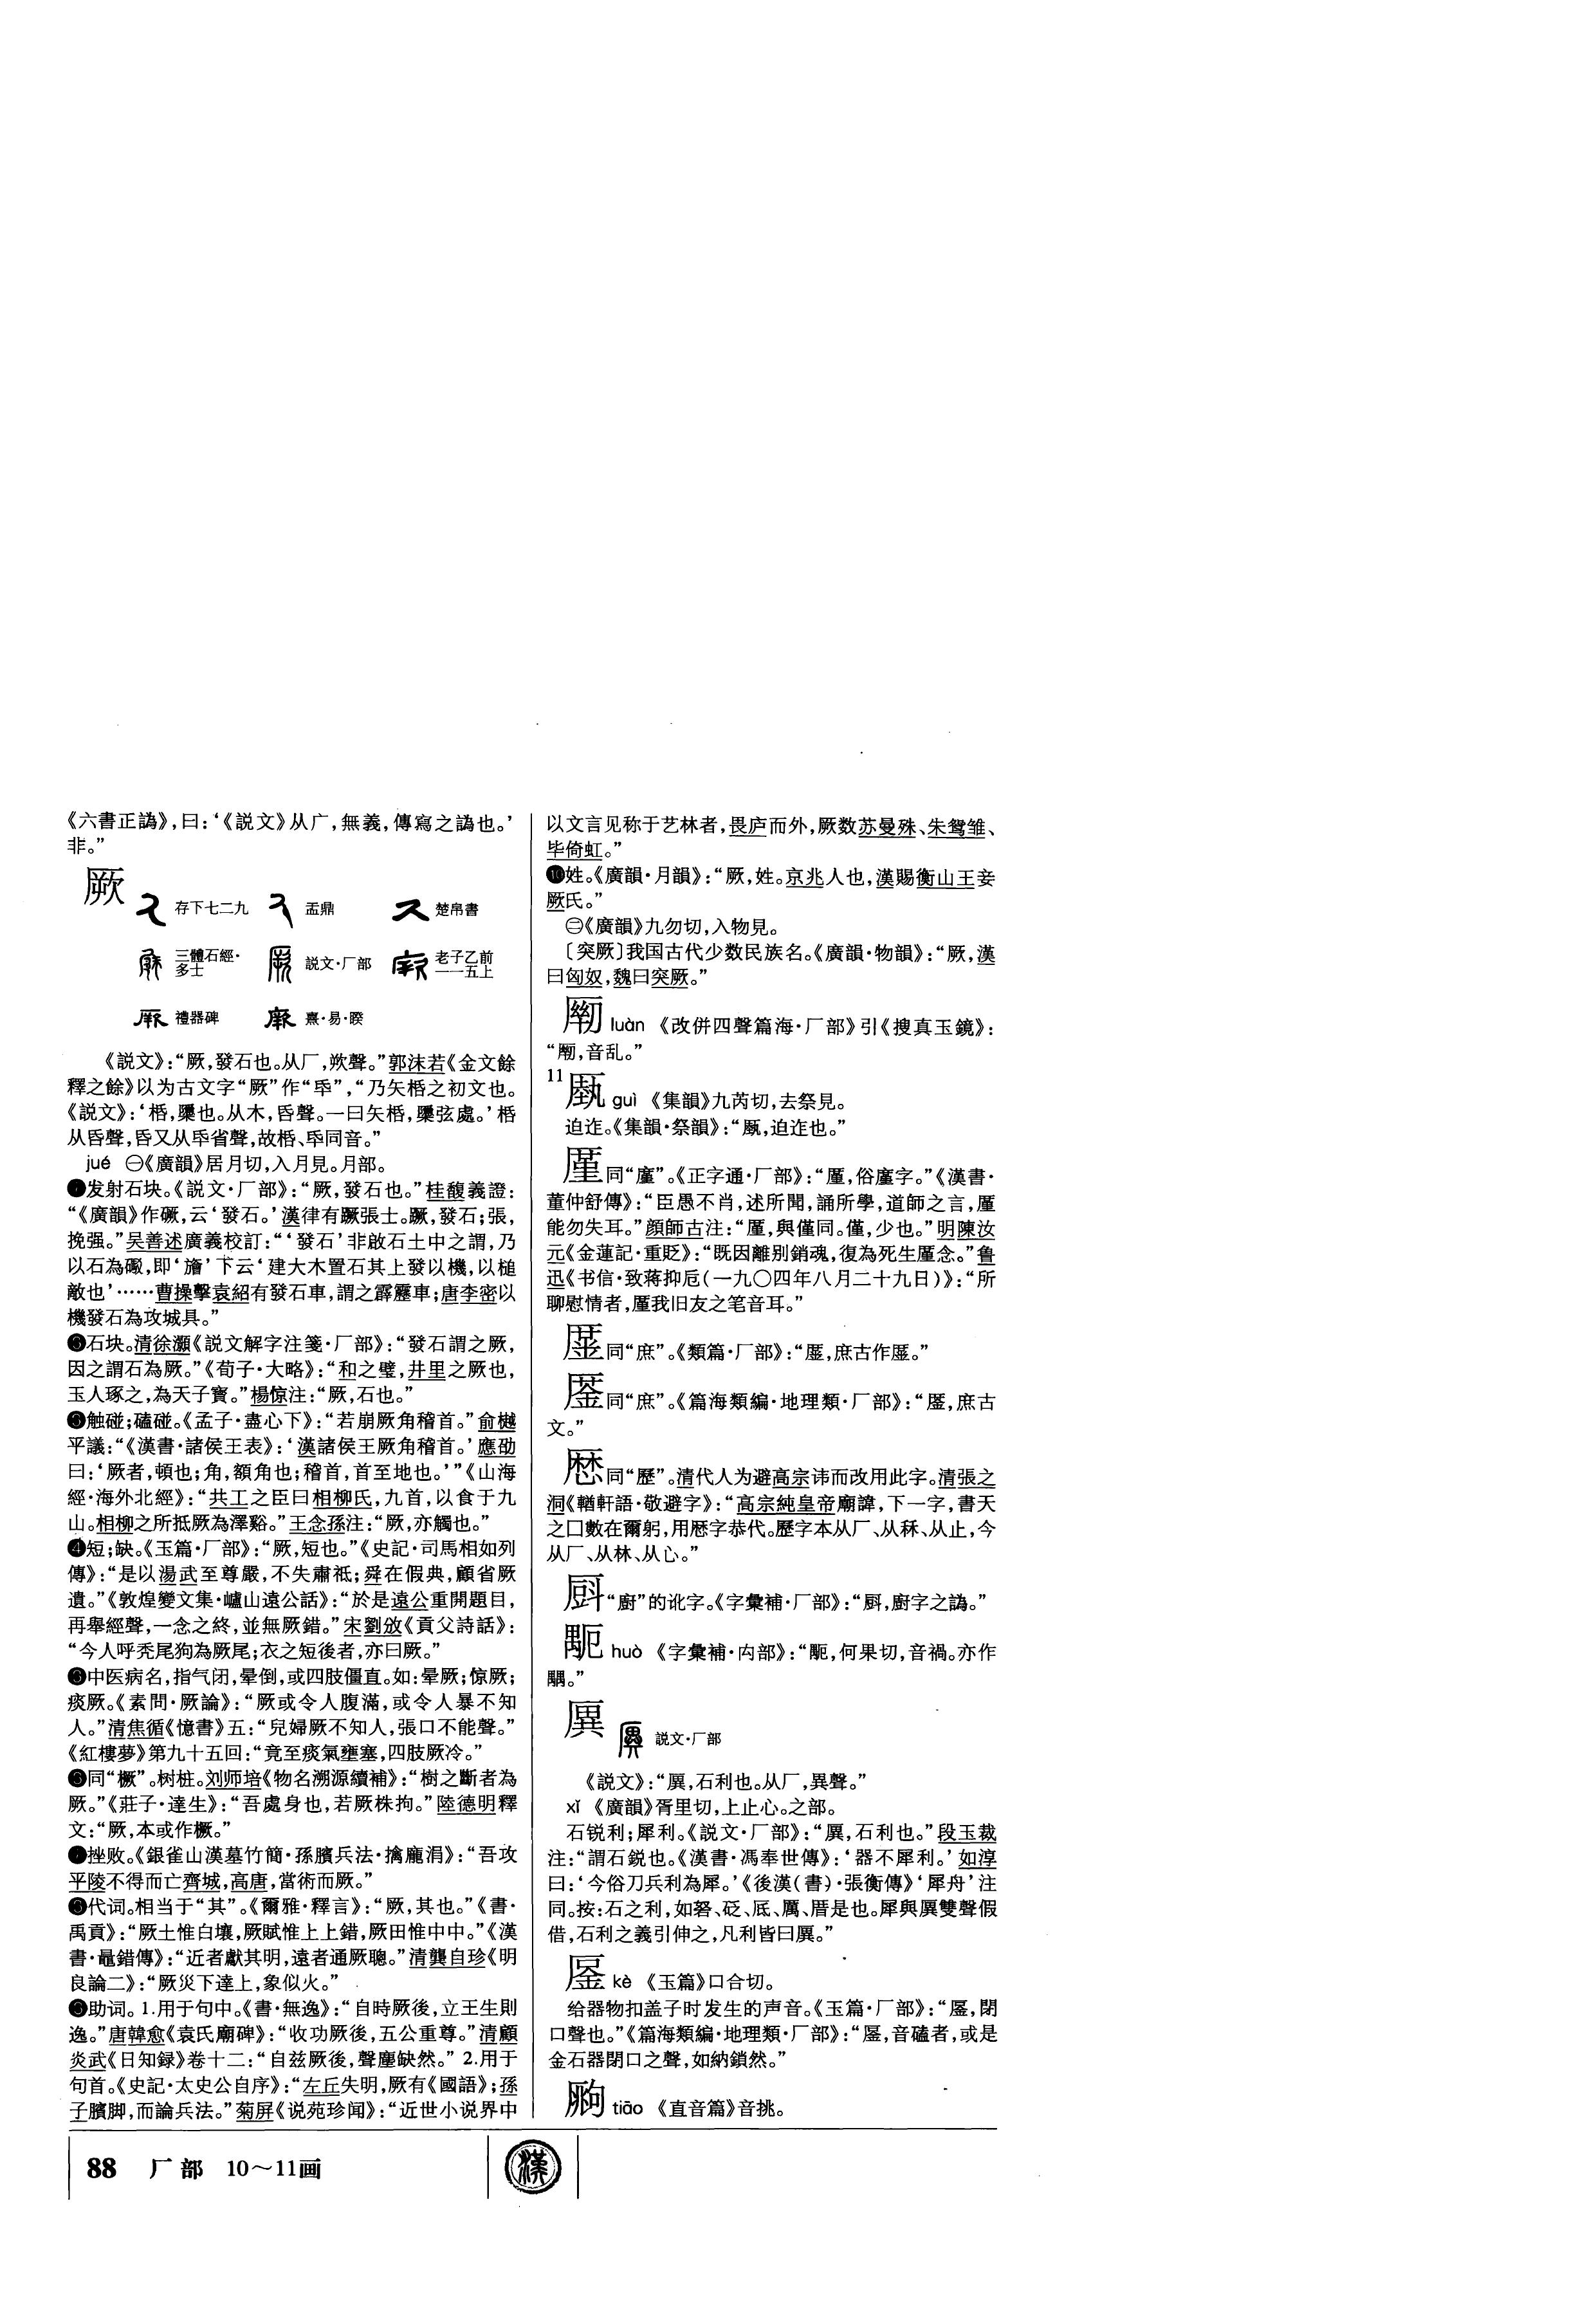 《六書正譌》,曰:‘《説文》从广,無義,傳寫之譌也。’
非。”
厥
存下七二九 盂鼎 楚帛書
三體石經·多士 説文·厂部 老子乙前一一五上
禮器碑 熹·易·睽
《説文》:“厥,發石也。从厂,欮聲。”郭沫若《金文餘
釋之餘》以为古文字“厥”作“氒”,“乃矢桰之初文也。
《説文》:‘桰,檃也。从木,𠯑聲。一曰矢桰,檃弦處。’桰
从𠯑聲,𠯑又从氒省聲,故桰、氒同音。”
jué ㊀《廣韻》居月切,入月見。月部。
❶发射石块。《説文·厂部》:“厥,發石也。”桂馥義證:
“《廣韻》作磢,云‘發石。’漢律有蹶張士。蹶,發石;張,
挽强。”吴善述廣義校訂:“‘發石’非啟石土中之謂,乃
以石為礮,即‘旝’下云‘建大木置石其上發以機,以槌
敵也’……曹操擊袁紹有發石車,謂之霹靂車;唐李密以
機發石為攻城具。”
❷石块。清徐灝《説文解字注箋·厂部》:“發石謂之厥,
因之謂石為厥。”《荀子·大略》:“和之璧,井里之厥也,
玉人琢之,為天子寶。”楊倞注:“厥,石也。”
❸触碰;磕碰。《孟子·盡心下》:“若崩厥角稽首。”俞樾
平議:“《漢書·諸侯王表》:‘漢諸侯王厥角稽首。’應劭
曰:‘厥者,頓也;角,額角也;稽首,首至地也。’”《山海
經·海外北經》:“共工之臣曰相柳氏,九首,以食于九
山。相柳之所抵厥為澤谿。”王念孫注:“厥,亦觸也。”
❹短;缺。《玉篇·厂部》:“厥,短也。”《史記·司馬相如列
傳》:“是以湯武至尊嚴,不失肅祗;舜在假典,顧省厥
遺。”《敦煌變文集·嵐山遠公話》:“於是遠公重開題目,
再舉經聲,一念之終,並無厥錯。”宋劉攽《貢父詩話》:
“今人呼秃尾狗為厥尾;衣之短後者,亦曰厥。”
❺中医病名,指气闭,晕倒,或四肢僵直。如:晕厥;惊厥;
痰厥。《素問·厥論》:“厥或令人腹滿,或令人暴不知
人。”清焦循《憶書》五:“兒婦厥不知人,張口不能聲。”
《紅樓夢》第九十五回:“竟至痰氣壅塞,四肢厥冷。”
❻同“橛”。树桩。刘师培《物名溯源續補》:“樹之斷者為
厥。”《莊子·達生》:“吾處身也,若厥株拘。”陸德明釋
文:“厥,本或作橛。”
❼挫败。《銀雀山漢墓竹簡·孫臏兵法·擒龐涓》:“吾攻
平陵不得而亡齊城,高唐,當術而厥。”
❽代词。相当于“其”。《爾雅·釋言》:“厥,其也。”《書·
禹貢》:“厥土惟白壤,厥賦惟上上錯,厥田惟中中。”《漢
書·鼂錯傳》:“近者獻其明,遠者通厥聰。”清龔自珍《明
良論二》:“厥災下達上,象似火。”
❾助词。1.用于句中。《書·無逸》:“自時厥後,立王生則
逸。”唐韓愈《袁氏廟碑》:“收功厥後,五公重尊。”清顧
炎武《日知録》卷十二:“自兹厥後,聲塵缺然。”2.用于
句首。《史記·太史公自序》:“左丘失明,厥有《國語》;孫
子臏脚,而論兵法。”菊屏《说苑珍闻》:“近世小说界中
以文言见称于艺林者,畏庐而外,厥数苏曼殊、朱鸳雏、
毕倚虹。”
❿姓。《廣韻·月韻》:“厥,姓。京兆人也,漢賜衡山王妾
厥氏。”
㊁《廣韻》九勿切,入物見。
〔突厥〕我国古代少数民族名。《廣韻·物韻》:“厥,漢
曰匈奴,魏曰突厥。”
luàn 《改併四聲篇海·厂部》引《搜真玉鏡》:
“,音乱。”
11
guì 《集韻》九芮切,去祭見。
迫迮。《集韻·祭韻》:“,迫迮也。”
厪同“廑”。《正字通·厂部》:“厪,俗廑字。”《漢書·
董仲舒傳》:“臣愚不肖,述所聞,誦所學,道師之言,厪
能勿失耳。”顔師古注:“厪,與僅同。僅,少也。”明陳汝
元《金蓮記·重貶》:“既因離别銷魂,復為死生厪念。”鲁
迅《书信·致蒋抑卮(一九〇四年八月二十九日)》:“所
聊慰情者,厪我旧友之笔音耳。”
同“庶”。《類篇·厂部》:“,庶古作。”
同“庶”。《篇海類編·地理類·厂部》:“,庶古
文。”
厯同“歷”。清代人为避高宗讳而改用此字。清張之
洞《輶軒語·敬避字》:“高宗純皇帝廟諱,下一字,書天
之囗數在爾躬,用厯字恭代。歷字本从厂、从秝、从止,今
从厂、从林、从心。”
厨“廚”的讹字。《字彙補·厂部》:“,廚字之譌。”
huò 《字彙補·内部》:“,何果切,音禍。亦作
。”
㕧
説文·厂部
《説文》:“,石利也。从厂,異聲。”
xǐ 《廣韻》胥里切,上止心。之部。
石锐利;犀利。《説文·厂部》:“,石利也。”段玉裁
注:“謂石鋭也。《漢書·馮奉世傳》:‘器不犀利。’如淳
曰:‘今俗刀兵利為犀。’《後漢(書)·張衡傳》‘犀舟’注
同。按:石之利,如砮、砭、厎、厲、厝是也。犀與雙聲假
借,石利之義引伸之,凡利皆曰。”
kè 《玉篇》口合切。
给器物扣盖子时发生的声音。《玉篇·厂部》:“,閉
口聲也。”《篇海類編·地理類·厂部》:“,音磕者,或是
金石器閉口之聲,如納鎖然。”
tiāo 《直音篇》音挑。
88 厂部 10～11画
漢